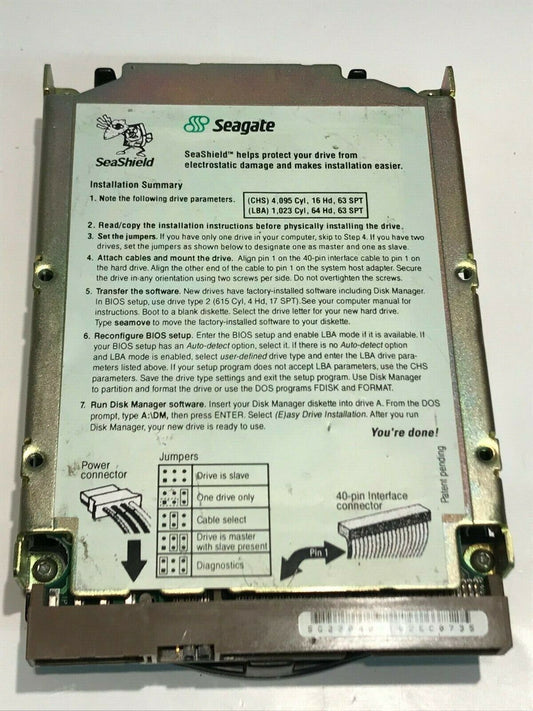 Seagate
SeaShield
SeaShield™ helps protect your drive from
electrostatic damage and makes installation easier.
Installation Summary
1. Note the following drive parameters.
(CHS) 4,095 Cyl, 16 Hd, 63 SPT
(LBA) 1,023 Cyl, 64 Hd, 63 SPT
2. Read/copy the installation instructions before physically installing the drive.
3. Set the jumpers. If you have only one drive in your computer, skip to Step 4. If you have two
drives, set the jumpers as shown below to designate one as master and one as slave.
4. Attach cables and mount the drive. Align pin 1 on the 40-pin interface cable to pin 1 on
the hard drive. Align the other end of the cable to pin 1 on the system host adapter. Secure
the drive in-any orientation using two screws per side. Do not overtighten the screws.
5. Transfer the software. New drives have factory-installed software including Disk Manager.
In BIOS setup, use drive type 2 (615 Cyl, 4 Hd, 17 SPT). See your computer manual for
instructions. Boot to a blank diskette. Select the drive letter for your new hard drive.
Type seamove to move the factory-installed software to your diskette.
6. Reconfigure BIOS setup. Enter the BIOS setup and enable LBA mode if it is available. If
your BIOS setup has an Auto-detect option, select it. If there is no Auto-detect option
and LBA mode is enabled, select user-defined drive type and enter the LBA drive para-
meters listed above. If your setup program does not accept LBA parameters, use the CHS
parameters. Save the drive type settings and exit the setup program. Use Disk Manager
to partition and format the drive or use the DOS programs FDISK and FORMAT.
7. Run Disk Manager software. Insert your Disk Manager diskette into drive A. From the DOS
prompt, type A:\DM, then press ENTER. Select (E)asy Drive Installation. After you run
Disk Manager, your new drive is ready to use.
You're done!
Patent pending
Power
connector
Jumpers
Drive is slave
One drive only
Cable select
Drive is master
with slave present
Diagnostics
40-pin Interface
connector
Pin 1